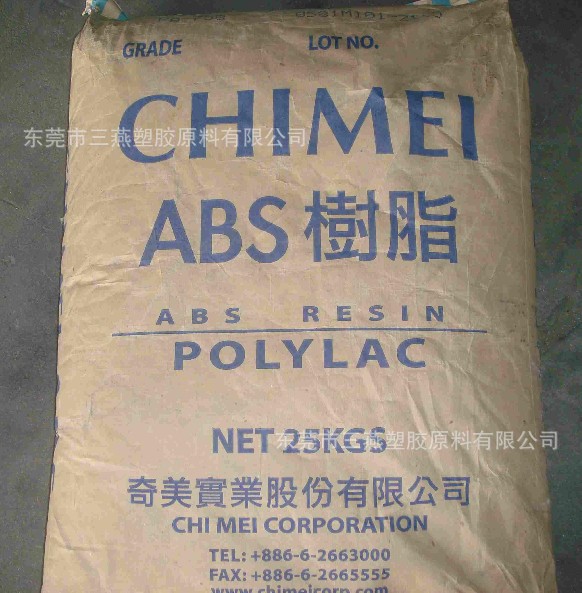 GRADE LOT NO.
CHIMEI
东莞市三燕塑胶原料有限公司
ABS 樹脂
ABS RESIN
POLYLAC
NET 25KGS
东莞市三燕塑胶原料有限公司
奇美實業股份有限公司
CHI MEI CORPORATION
TEL: +886-6-2663000
FAX: +886-6-2665555
www.chimeicorp.com